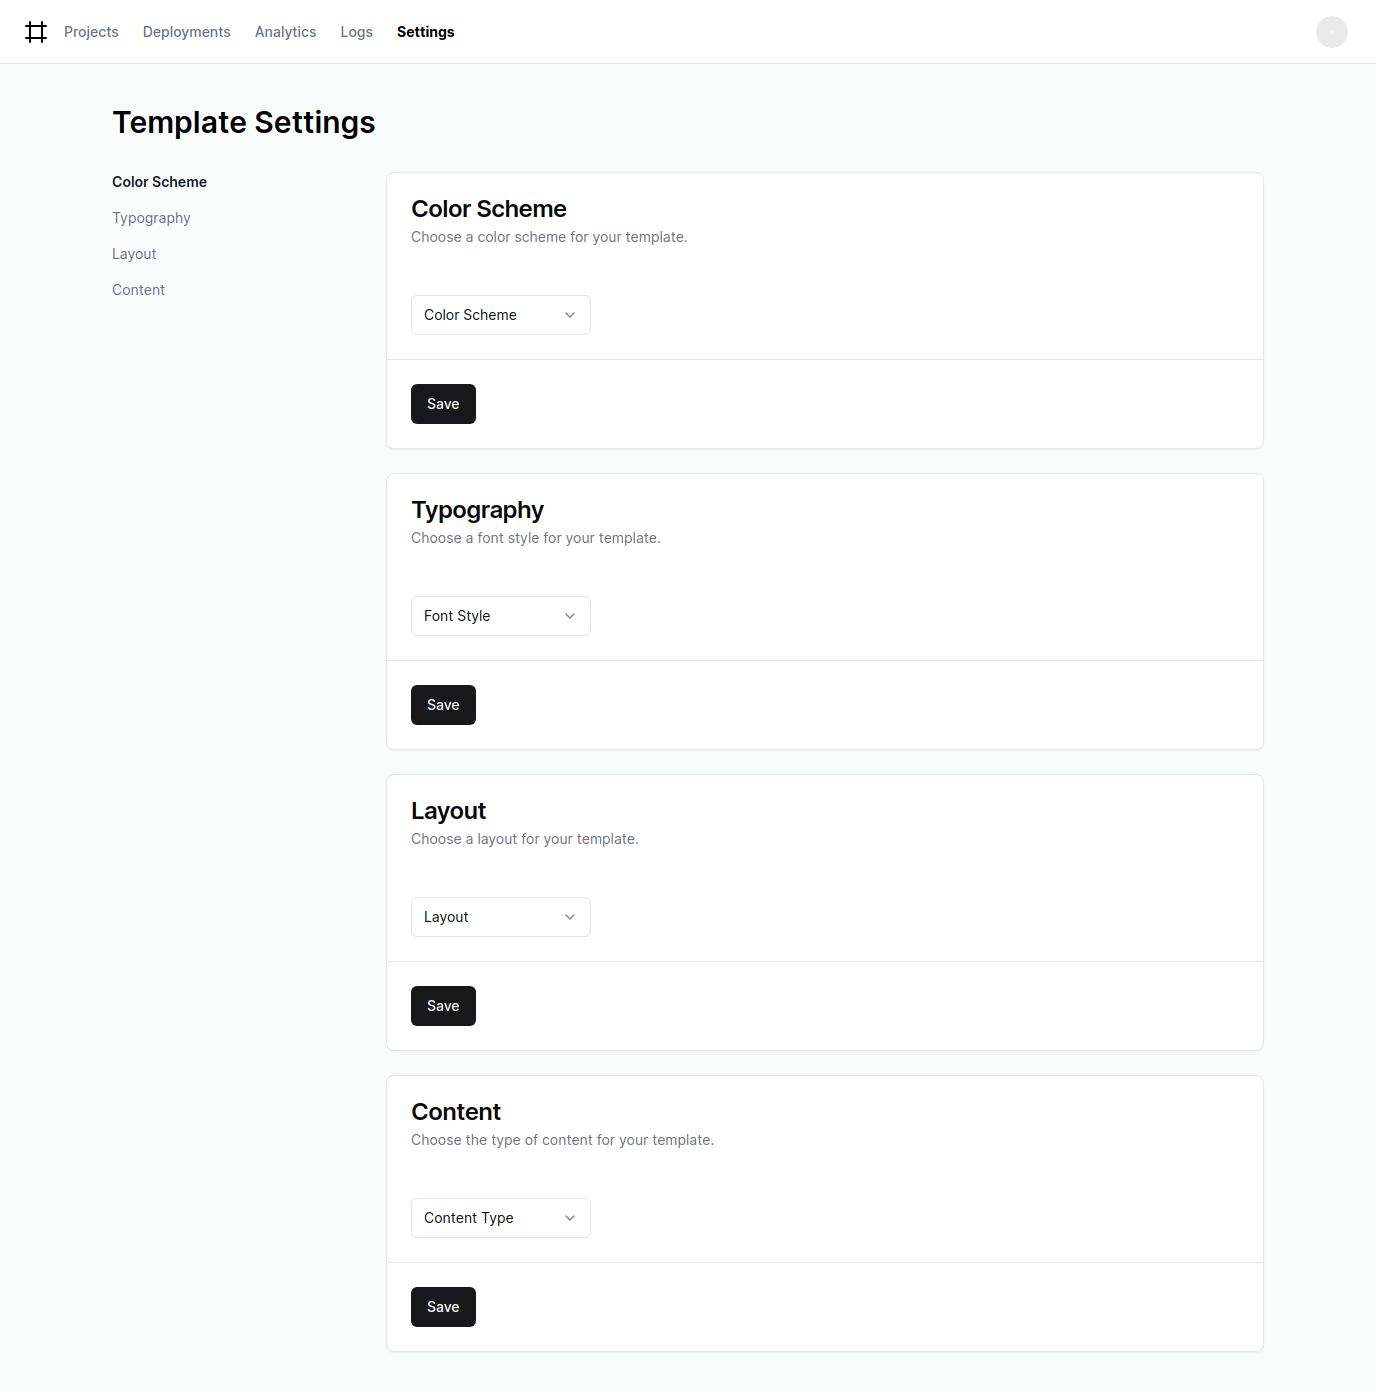 Projects Deployments Analytics Logs Settings
Template Settings
Color Scheme
Typography
Layout
Content
Color Scheme
Choose a color scheme for your template.
Color Scheme
Save
Typography
Choose a font style for your template.
Font Style
Save
Layout
Choose a layout for your template.
Layout
Save
Content
Choose the type of content for your template.
Content Type
Save